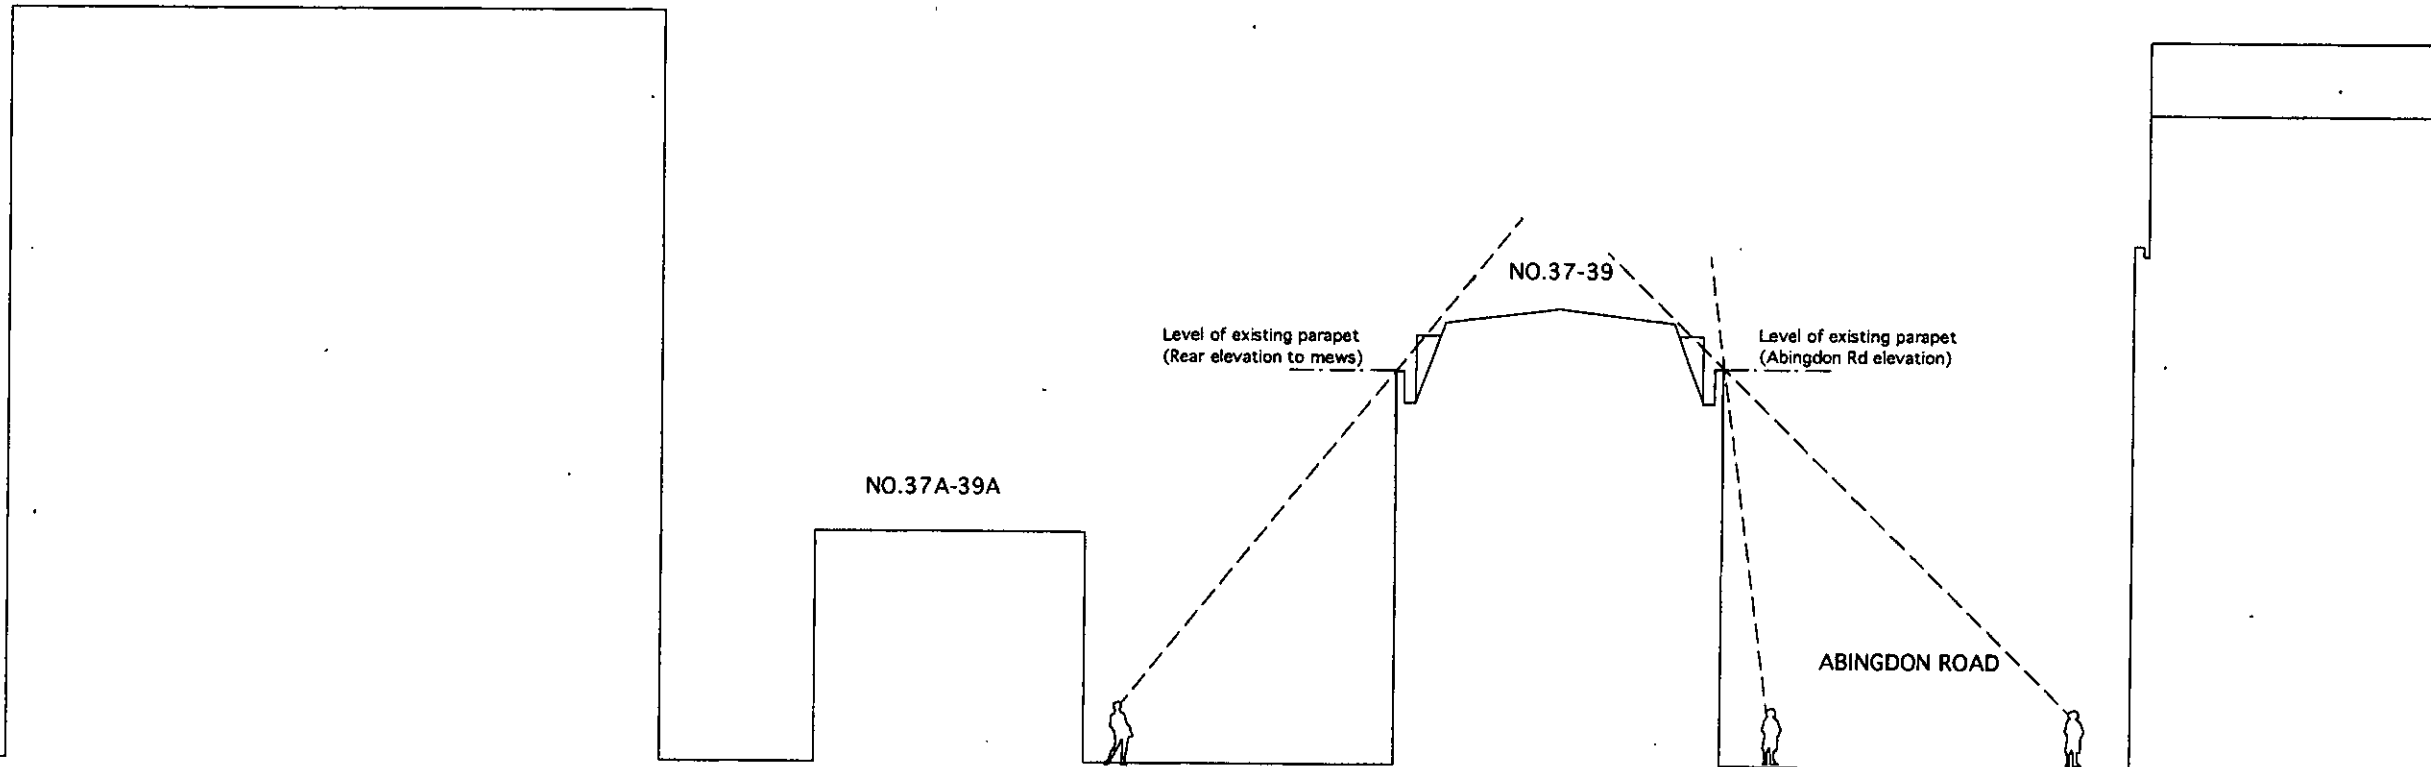 NO.37-39
Level of existing parapet
(Rear elevation to mews)
Level of existing parapet
(Abingdon Rd elevation)
NO.37A-39A
ABINGDON ROAD